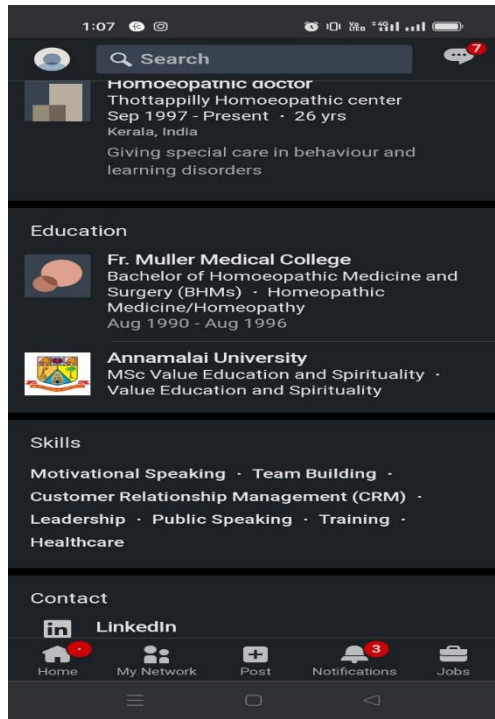 1:07
Search
7
Homoeopathic doctor
Thottappilly Homoeopathic center
Sep 1997 - Present · 26 yrs
Kerala, India
Giving special care in behaviour and
learning disorders
Education
Fr. Muller Medical College
Bachelor of Homoeopathic Medicine and
Surgery (BHMs) · Homeopathic
Medicine/Homeopathy
Aug 1990 - Aug 1996
Annamalai University
MSc Value Education and Spirituality ·
Value Education and Spirituality
Skills
Motivational Speaking · Team Building ·
Customer Relationship Management (CRM) ·
Leadership · Public Speaking · Training ·
Healthcare
Contact
in LinkedIn
3
Home My Network Post Notifications Jobs